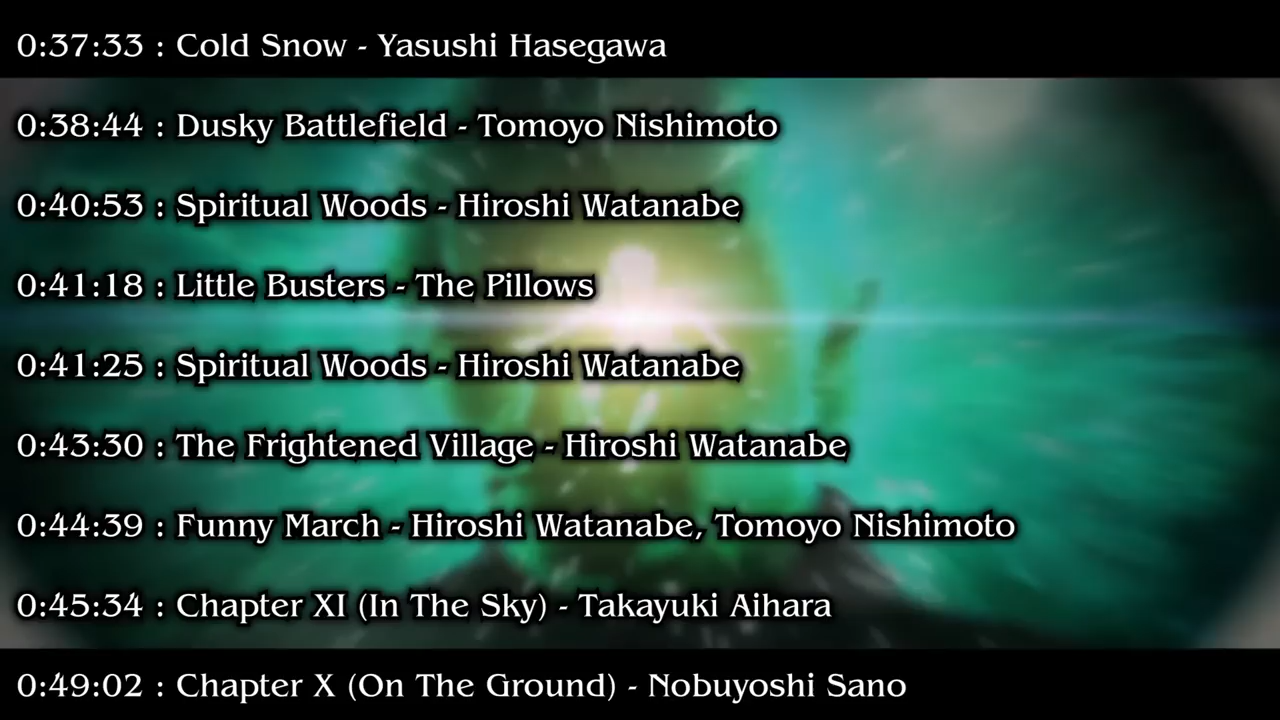 0:37:33 : Cold Snow - Yasushi Hasegawa
0:38:44 : Dusky Battlefield - Tomoyo Nishimoto
0:40:53 : Spiritual Woods - Hiroshi Watanabe
0:41:18 : Little Busters - The Pillows
0:41:25 : Spiritual Woods - Hiroshi Watanabe
0:43:30 : The Frightened Village - Hiroshi Watanabe
0:44:39 : Funny March - Hiroshi Watanabe, Tomoyo Nishimoto
0:45:34 : Chapter XI (In The Sky) - Takayuki Aihara
0:49:02 : Chapter X (On The Ground) - Nobuyoshi Sano